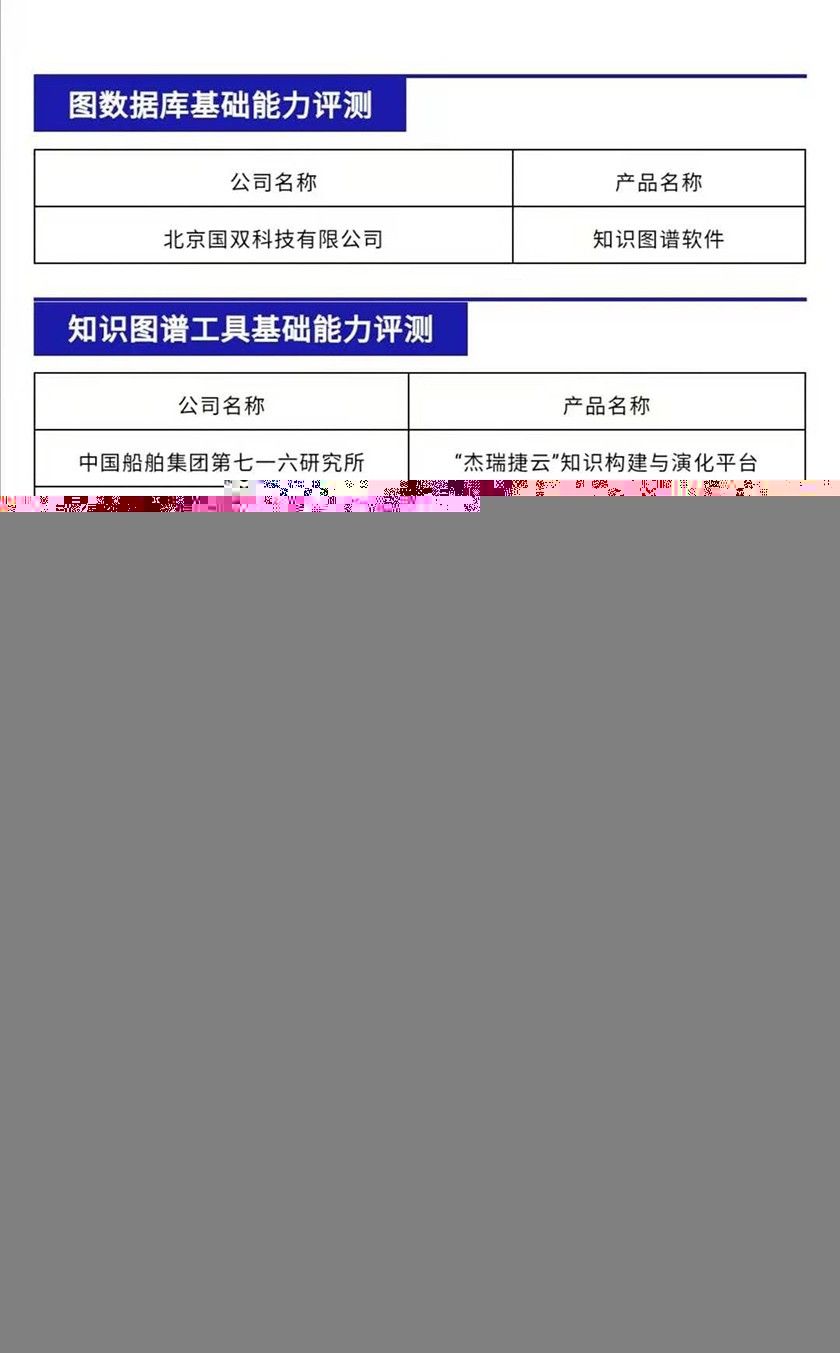 图数据库基础能力评测
公司名称 产品名称
北京国双科技有限公司 知识图谱软件
知识图谱工具基础能力评测
公司名称 产品名称
中国船舶集团第七一六研究所 “杰瑞捷云”知识构建与演化平台